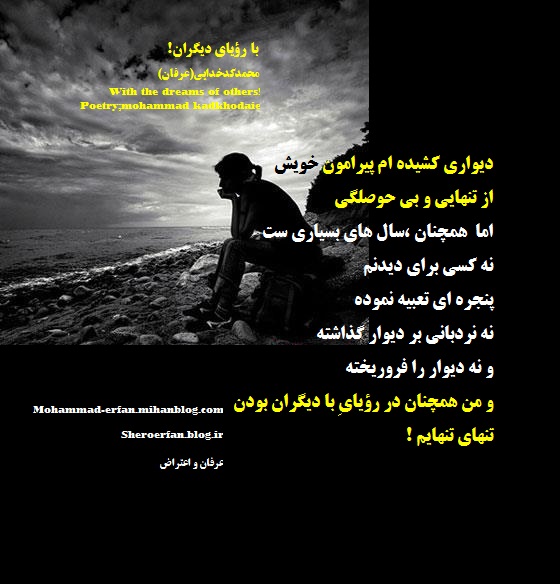 با رؤیای دیگران!
محمدکدخدایی(عرفان)
With the dreams of others!
Poetry;mohammad kadkhodaie
دیواری کشیده ام پیرامون خویش
از تنهایی و بی حوصلگی
اما همچنان ،سال های بسیاری ست
نه کسی برای دیدنم
پنجره ای تعبیه نموده
نه نردبانی بر دیوار گذاشته
و نه دیوار را فروریخته
و من همچنان در رؤیایِ با دیگران بودن
تنهای تنهایم !
Mohammad-erfan.mihanblog.com
Sheroerfan.blog.ir
عرفان و اعتراض